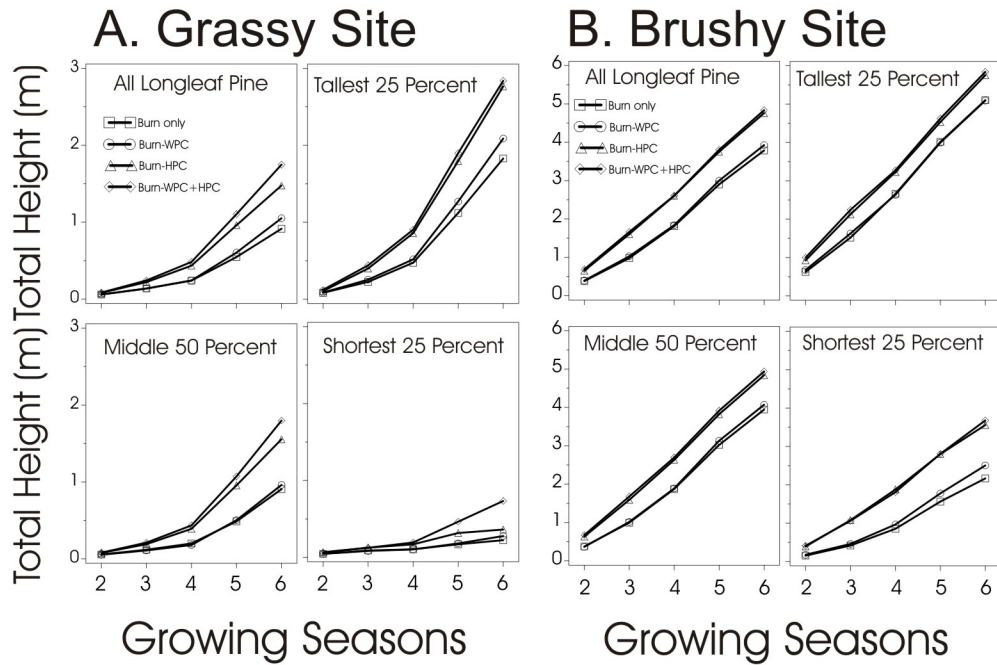 A. Grassy Site
B. Brushy Site
Total Height (m)
3
2
1
0
All Longleaf Pine
Burn only
Burn-WPC
Burn-HPC
Burn-WPC+HPC
Tallest 25 Percent
6
5
4
3
2
1
0
All Longleaf Pine
Burn only
Burn-WPC
Burn-HPC
Burn-WPC+HPC
Tallest 25 Percent
Total Height (m)
3
2
1
0
Middle 50 Percent
Shortest 25 Percent
6
5
4
3
2
1
0
Middle 50 Percent
Shortest 25 Percent
2 3 4 5 6
2 3 4 5 6
2 3 4 5 6
2 3 4 5 6
Growing Seasons
Growing Seasons